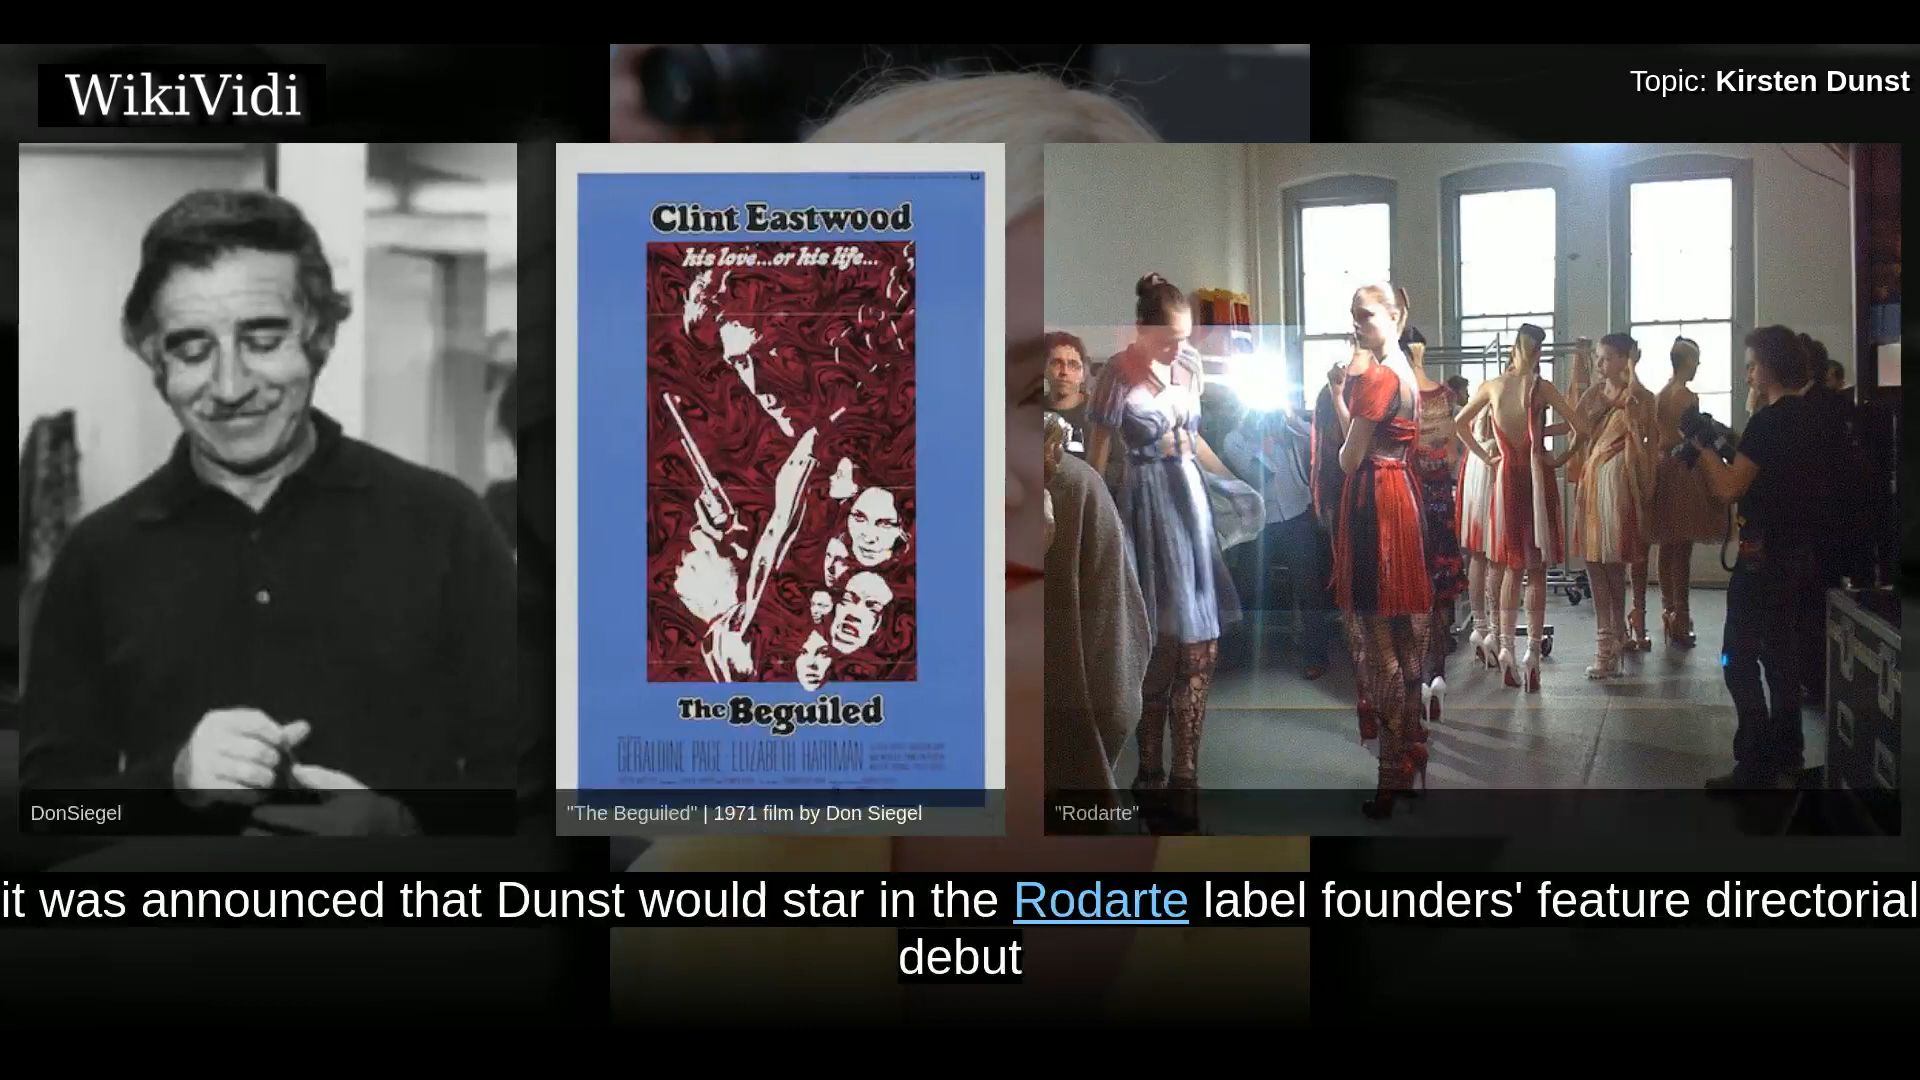 WikiVidi
Topic: Kirsten Dunst
Clint Eastwood
his love...or his life...
The Beguiled
GERALDINE PAGE ELIZABETH HARTMAN
DonSiegel
"The Beguiled" | 1971 film by Don Siegel
"Rodarte"
it was announced that Dunst would star in the Rodarte label founders' feature directorial
debut